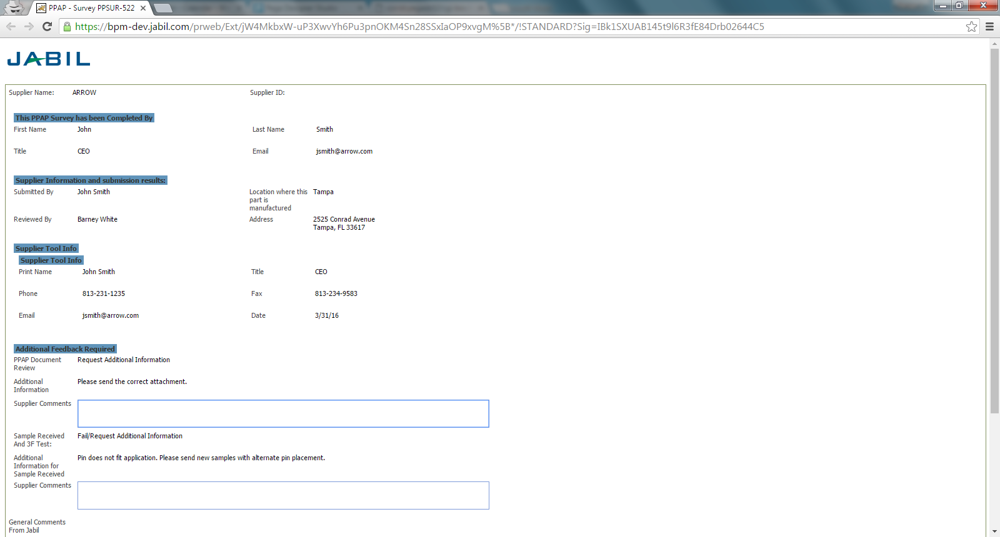 PPAP - Survey PPSUR-522
https://bpm-dev.jabil.com/prweb/Ext/jW4MkbxW-uP3XwvYh6Pu3pnOKM4Sn28SSxIaOP9xvgM%5B*/!STANDARD?Sig=IBk1SXUAB145t9l6R3fE84Drb02644C5
JABIL
Supplier Name: ARROW Supplier ID:
This PPAP Survey has been Completed By
First Name John Last Name Smith
Title CEO Email jsmith@arrow.com
Supplier Information and submission results:
Submitted By John Smith Location where this part is manufactured Tampa
Reviewed By Barney White Address 2525 Conrad Avenue
Tampa, FL 33617
Supplier Tool Info
Supplier Tool Info
Print Name John Smith Title CEO
Phone 813-231-1235 Fax 813-234-9583
Email jsmith@arrow.com Date 3/31/16
Additional Feedback Required
PPAP Document Review Request Additional Information
Additional Information Please send the correct attachment.
Supplier Comments
Sample Received And 3F Test: Fail/Request Additional Information
Additional Information for Sample Received Pin does not fit application. Please send new samples with alternate pin placement.
Supplier Comments
General Comments
From Jabil